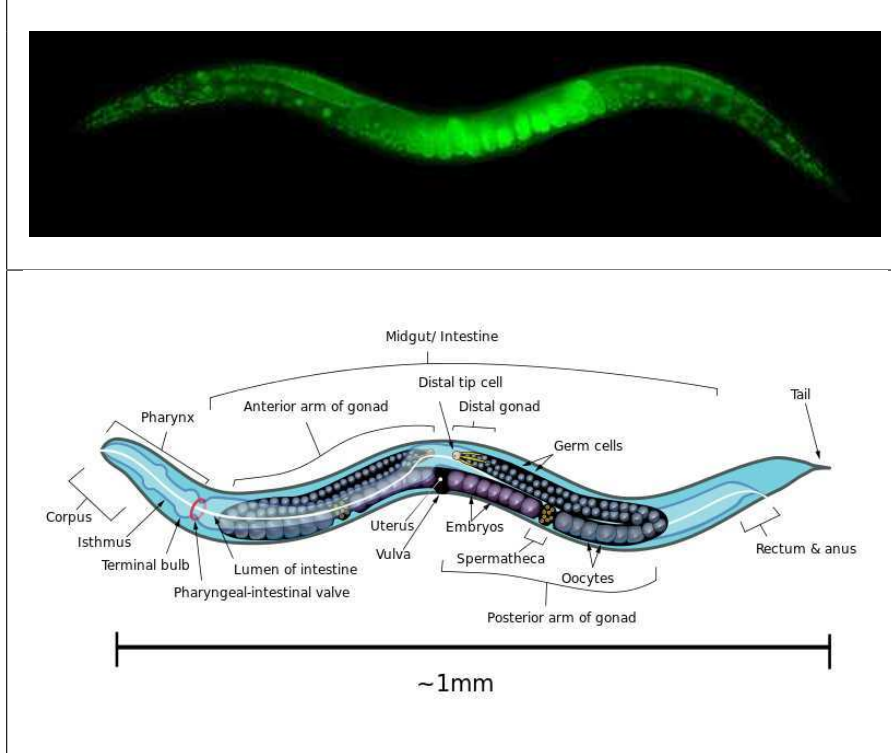 Midgut/ Intestine
Distal tip cell
Tail
Anterior arm of gonad
Distal gonad
Pharynx
Germ cells
Corpus
Uterus
Embryos
Isthmus
Vulva
Rectum & anus
Spermatheca
Terminal bulb
Lumen of intestine
Oocytes
Pharyngeal-intestinal valve
Posterior arm of gonad
~1mm